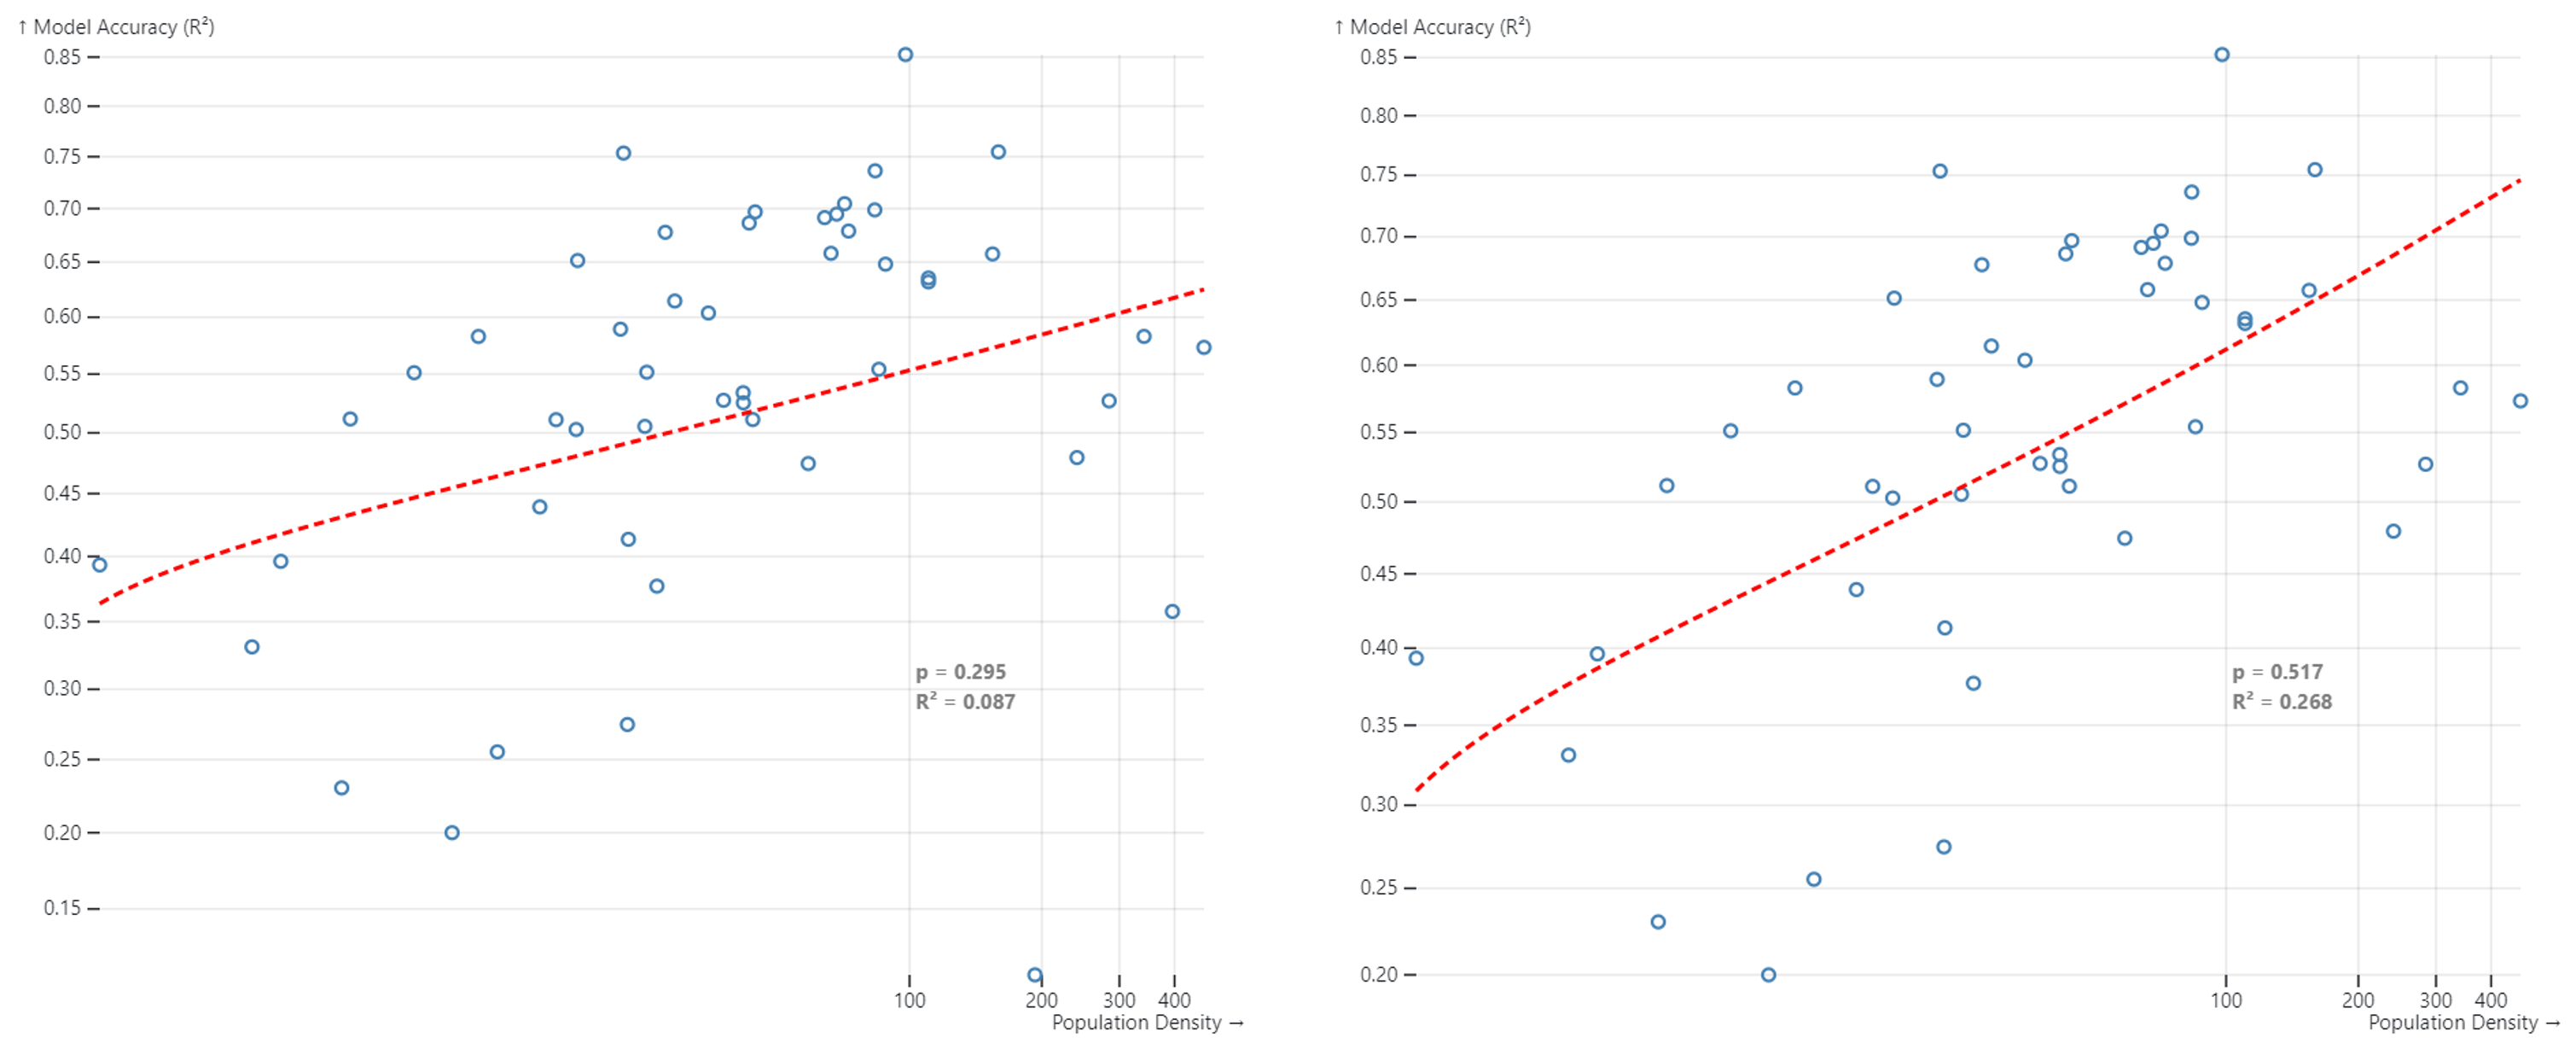 ↑ Model Accuracy (R²)
0.85
0.80
0.75
0.70
0.65
0.60
0.55
0.50
0.45
0.40
0.35
0.30
0.25
0.20
0.15
p = 0.295
R² = 0.087
100 200 300 400
Population Density →
↑ Model Accuracy (R²)
0.85
0.80
0.75
0.70
0.65
0.60
0.55
0.50
0.45
0.40
0.35
0.30
0.25
0.20
p = 0.517
R² = 0.268
100 200 300 400
Population Density →